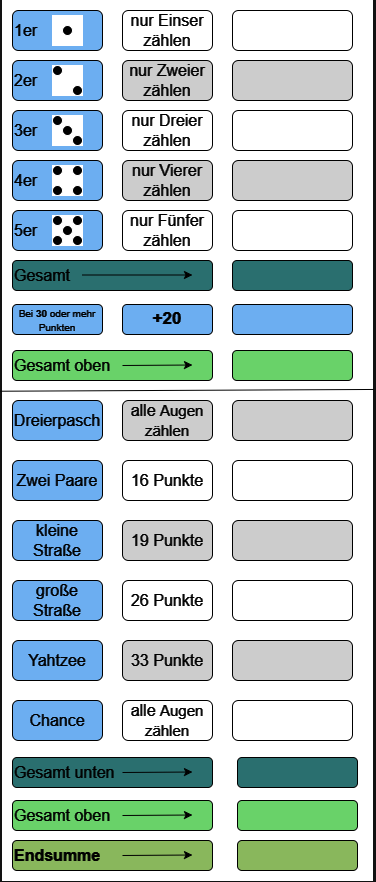 1er
nur Einser
zählen
2er
nur Zweier
zählen
3er
nur Dreier
zählen
4er
nur Vierer
zählen
5er
nur Fünfer
zählen
Gesamt
Bei 30 oder mehr
Punkten
+20
Gesamt oben
Dreierpasch
alle Augen
zählen
Zwei Paare
16 Punkte
kleine
Straße
19 Punkte
große
Straße
26 Punkte
Yahtzee
33 Punkte
Chance
alle Augen
zählen
Gesamt unten
Gesamt oben
Endsumme